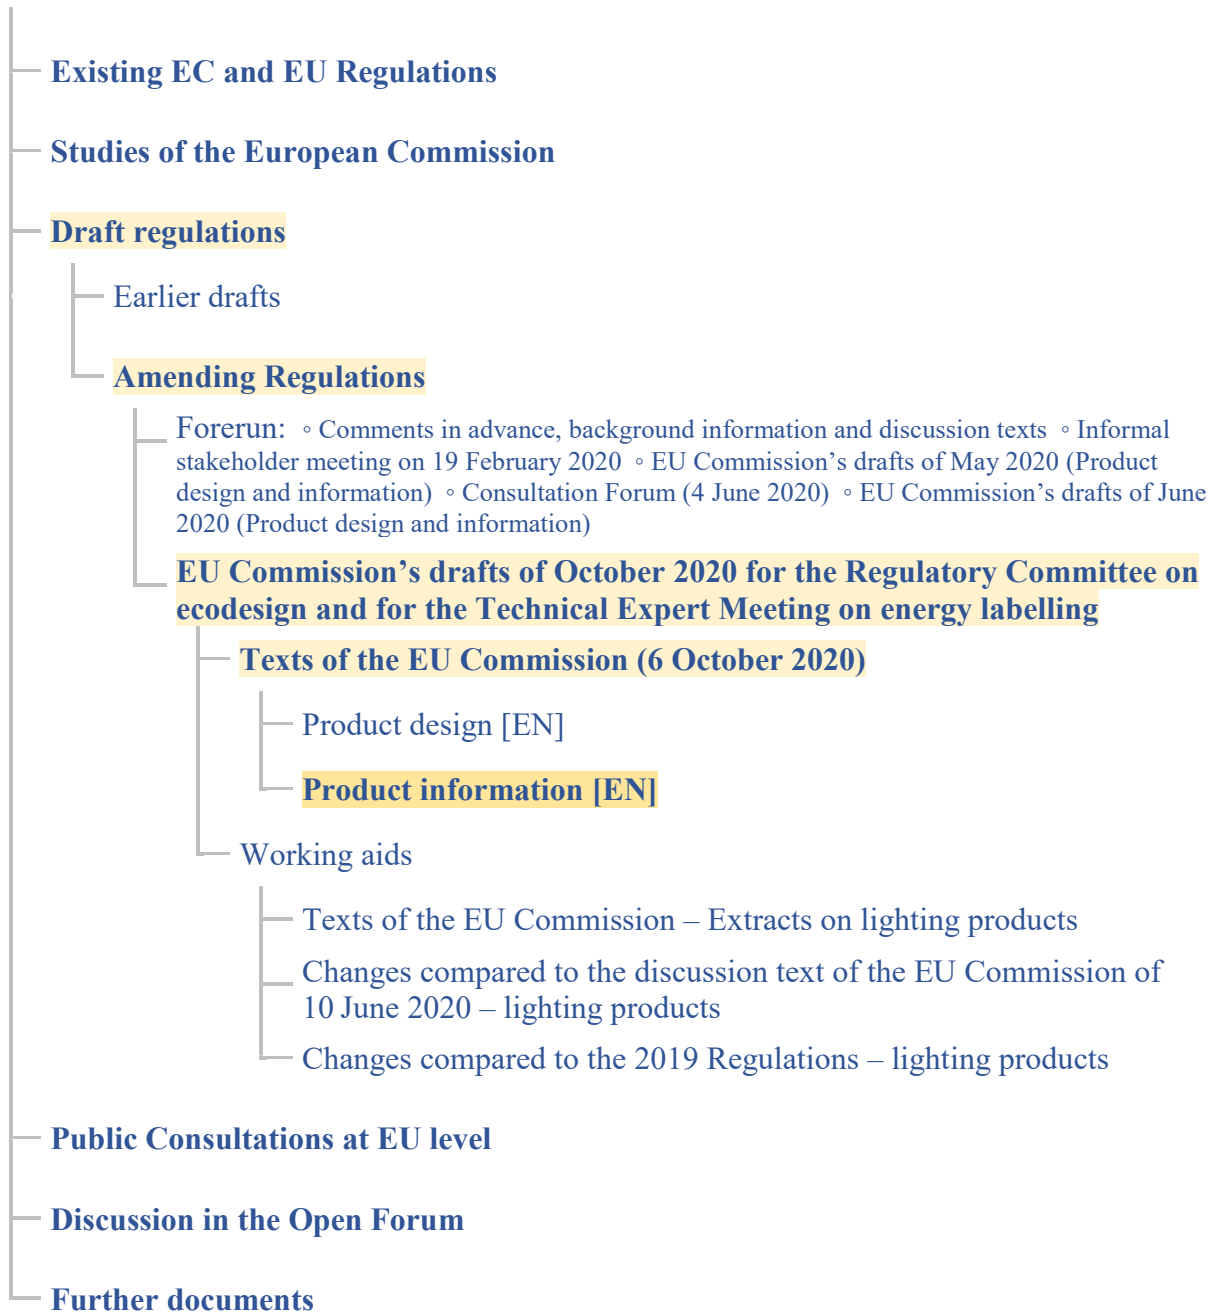 Existing EC and EU Regulations
Studies of the European Commission
Draft regulations
Earlier drafts
Amending Regulations
Forerun: ◦ Comments in advance, background information and discussion texts ◦ Informal
stakeholder meeting on 19 February 2020 ◦ EU Commission’s drafts of May 2020 (Product
design and information) ◦ Consultation Forum (4 June 2020) ◦ EU Commission’s drafts of June
2020 (Product design and information)
EU Commission’s drafts of October 2020 for the Regulatory Committee on
ecodesign and for the Technical Expert Meeting on energy labelling
Texts of the EU Commission (6 October 2020)
Product design [EN]
Product information [EN]
Working aids
Texts of the EU Commission – Extracts on lighting products
Changes compared to the discussion text of the EU Commission of
10 June 2020 – lighting products
Changes compared to the 2019 Regulations – lighting products
Public Consultations at EU level
Discussion in the Open Forum
Further documents